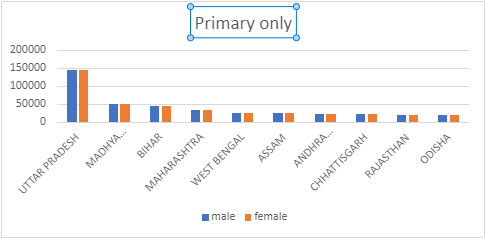 Primary only
200000
150000
100000
50000
0
UTTAR PRADESH
MADHYA...
BIHAR
MAHARASHTRA
WEST BENGAL
ASSAM
ANDHRA...
CHHATTISGARH
RAJASTHAN
ODISHA
male female